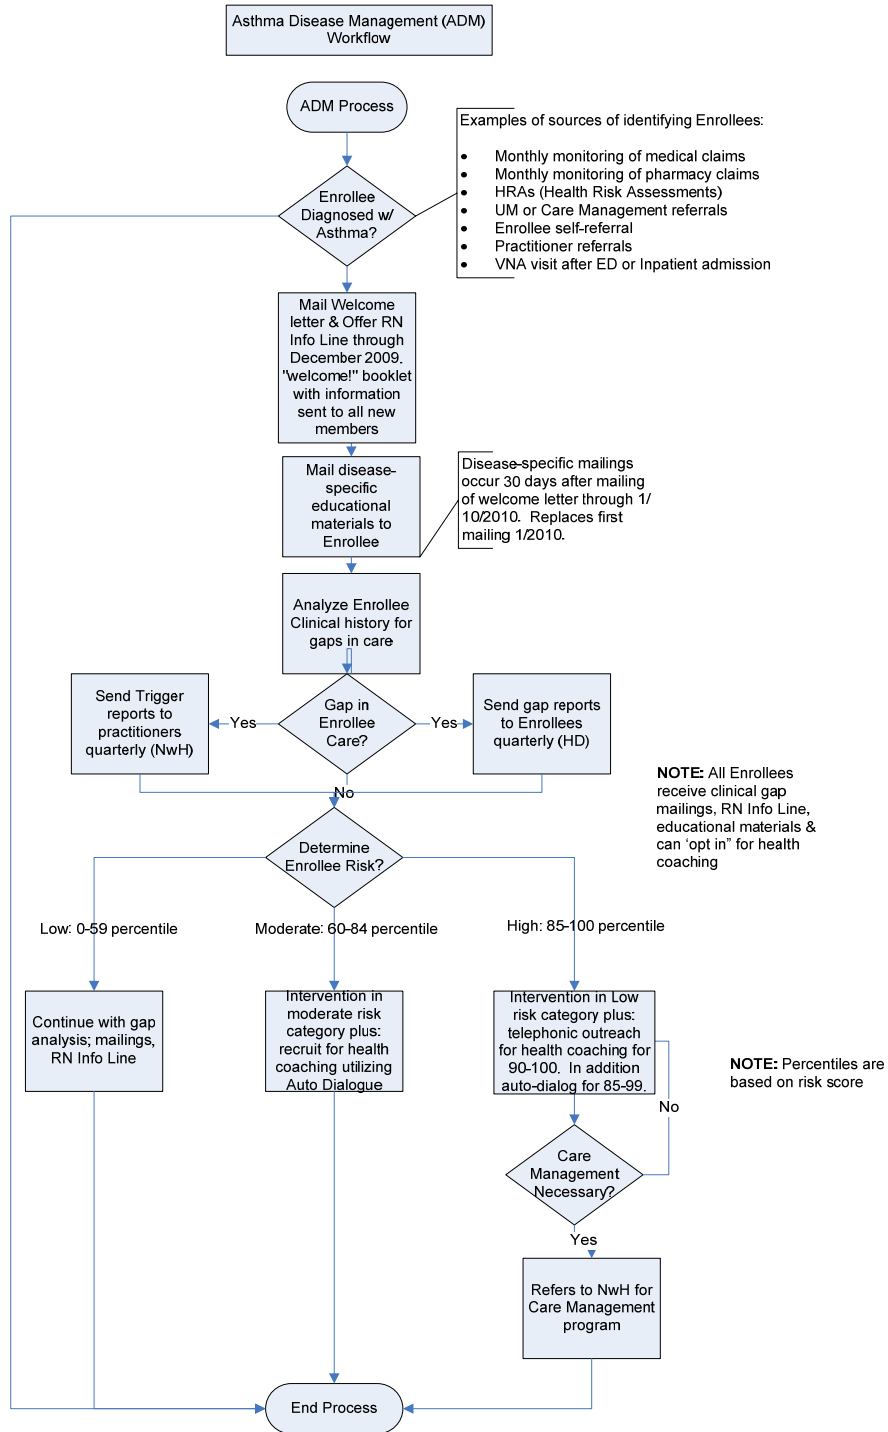 Asthma Disease Management (ADM)
Workflow
ADM Process
Examples of sources of identifying Enrollees:
• Monthly monitoring of medical claims
• Monthly monitoring of pharmacy claims
• HRAs (Health Risk Assessments)
• UM or Care Management referrals
• Enrollee self-referral
• Practitioner referrals
• VNA visit after ED or Inpatient admission
Enrollee
Diagnosed w/
Asthma?
Mail Welcome
letter & Offer RN
Info Line through
December 2009.
"welcome!" booklet
with information
sent to all new
members
Mail disease-
specific
educational
materials to
Enrollee
Disease-specific mailings
occur 30 days after mailing
of welcome letter through 1/
10/2010. Replaces first
mailing 1/2010.
Analyze Enrollee
Clinical history for
gaps in care
Send Trigger
reports to
practitioners
quarterly (NwH)
Yes
Gap in
Enrollee
Care?
Yes
Send gap reports
to Enrollees
quarterly (HD)
No
NOTE: All Enrollees
receive clinical gap
mailings, RN Info Line,
educational materials &
can ‘opt in” for health
coaching
Determine
Enrollee Risk?
Low: 0-59 percentile
Moderate: 60-84 percentile
High: 85-100 percentile
Continue with gap
analysis; mailings,
RN Info Line
Intervention in
moderate risk
category plus:
recruit for health
coaching utilizing
Auto Dialogue
Intervention in Low
risk category plus:
telephonic outreach
for health coaching for
90-100. In addition
auto-dialog for 85-99.
NOTE: Percentiles are
based on risk score
No
Care
Management
Necessary?
Yes
Refers to NwH for
Care Management
program
End Process